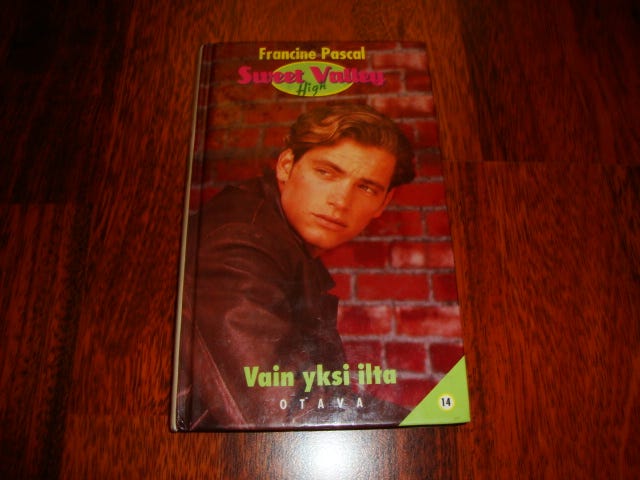 Francine Pascal
Sweet Valley
High
Vain yksi ilta
OTAVA
14